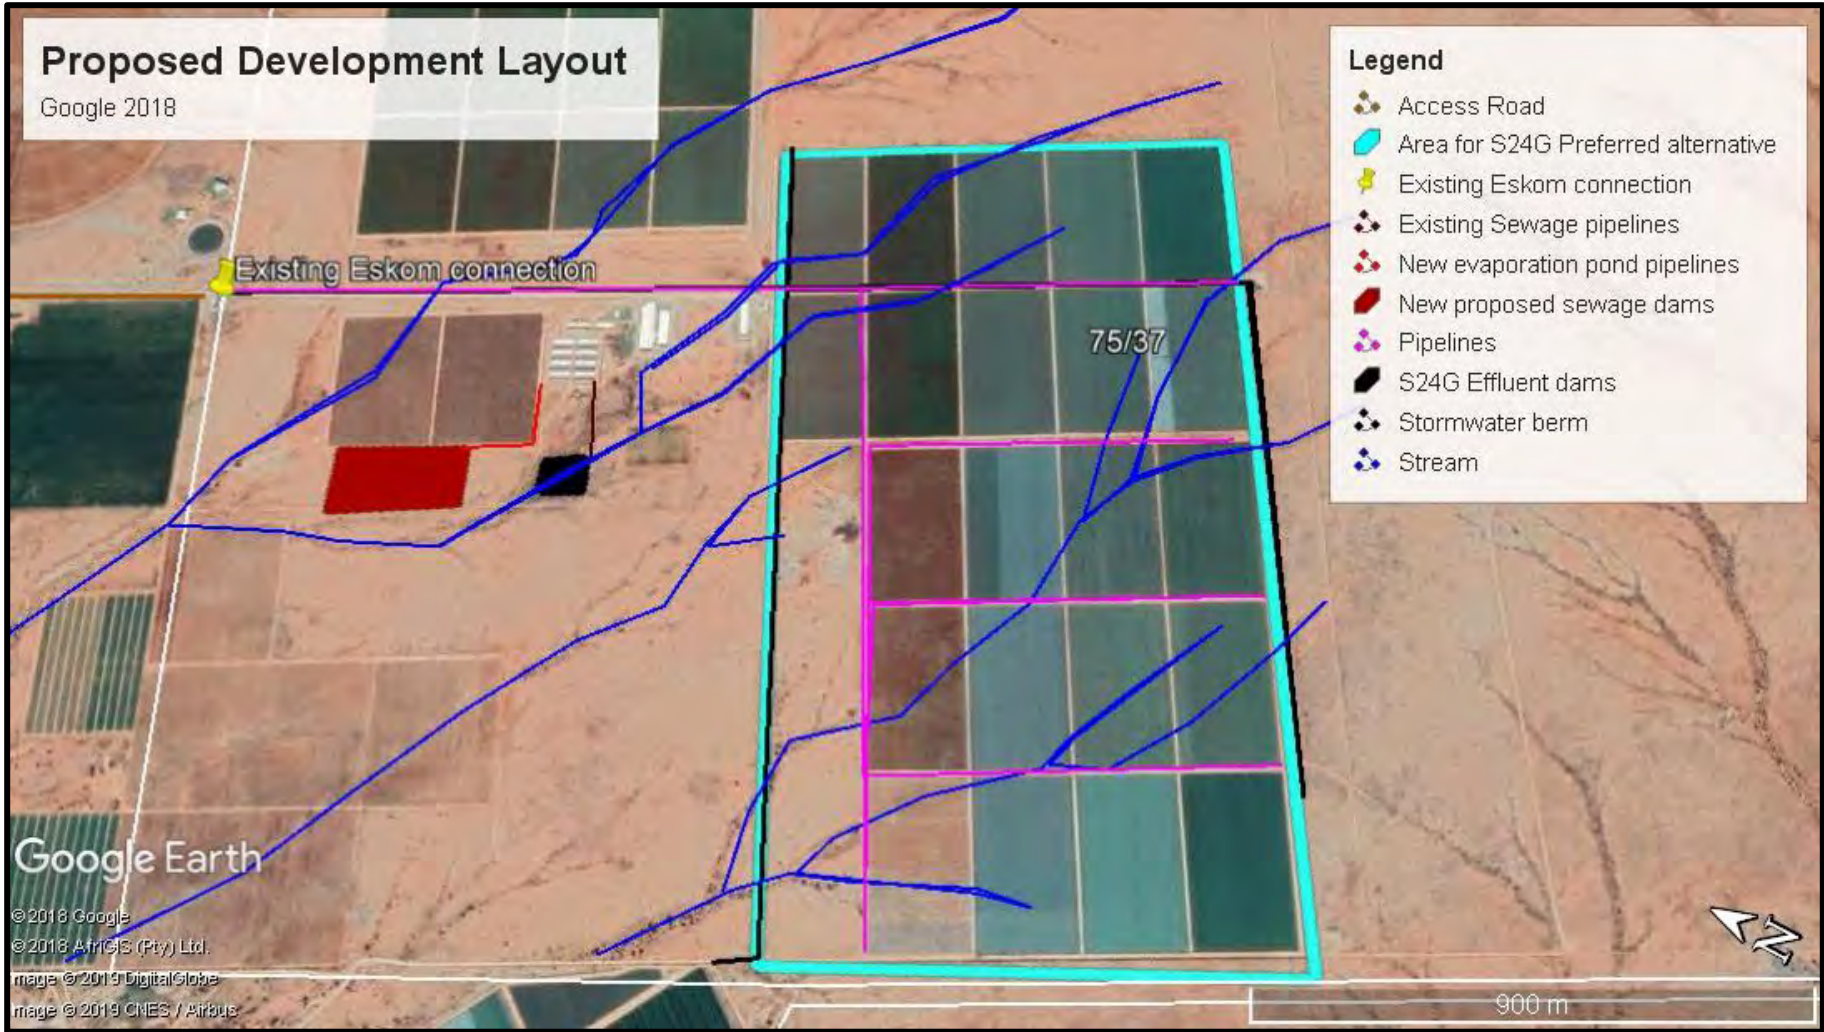 Proposed Development Layout
Google 2018
Legend
Access Road
Area for S24G Preferred alternative
Existing Eskom connection
Existing Sewage pipelines
New evaporation pond pipelines
New proposed sewage dams
Pipelines
S24G Effluent dams
Stormwater berm
Stream
Existing Eskom connection
75/37
Google Earth
© 2018 Google
© 2018 AfriGIS (Pty) Ltd.
mage © 2019 DigitalGlobe
mage © 2019 CNES / Airbus
N
900 m